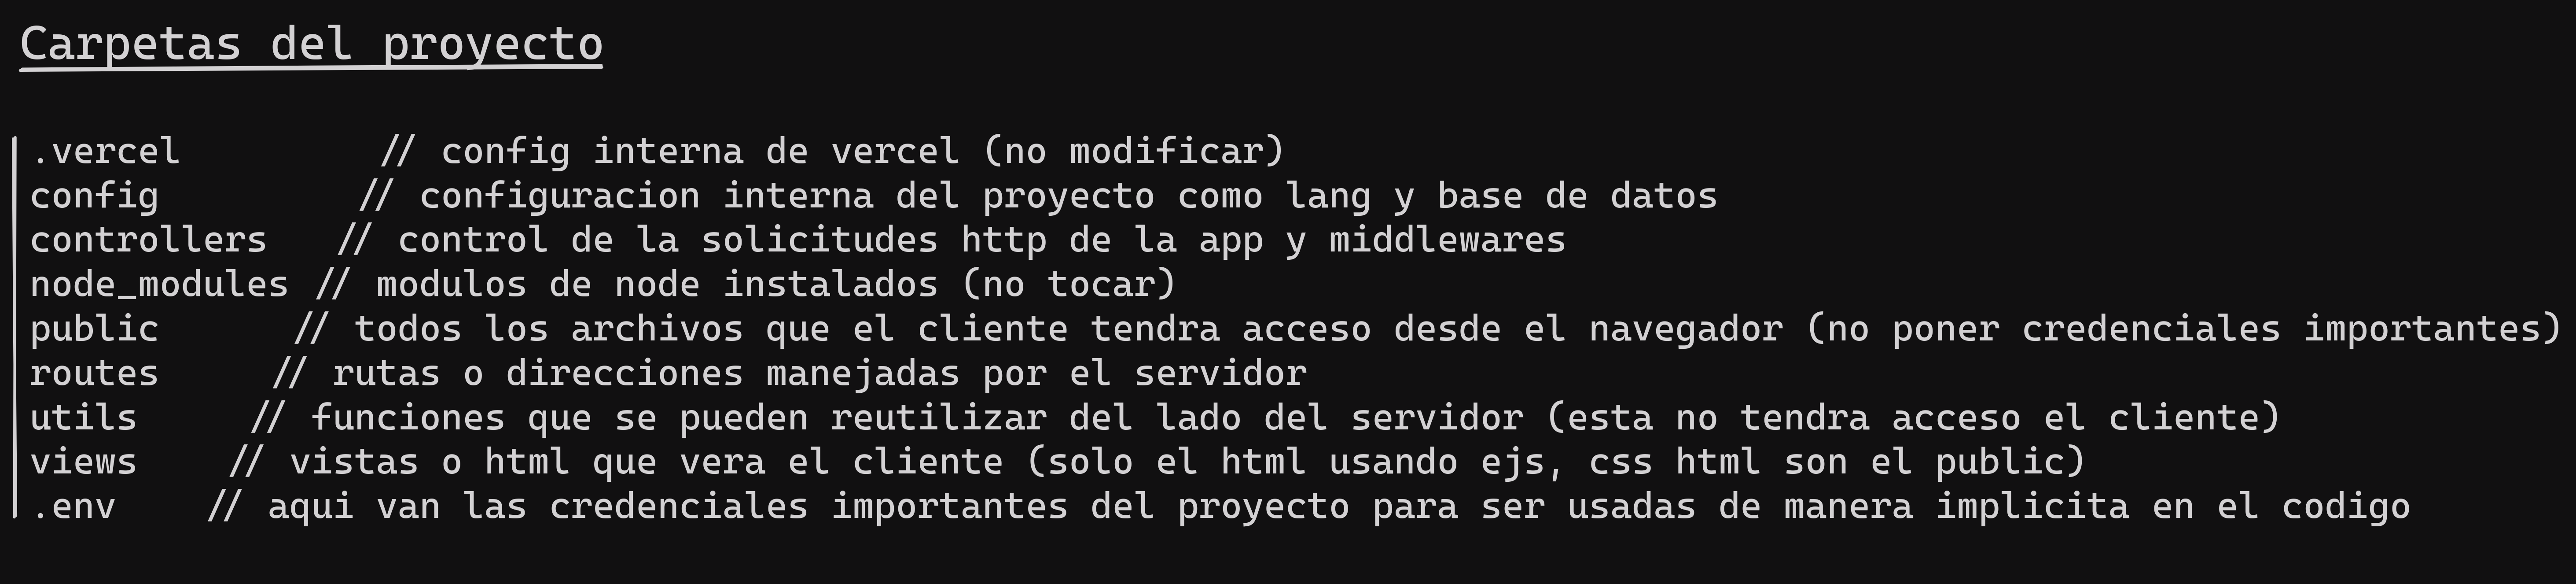 Carpetas del proyecto
.vercel // config interna de vercel (no modificar)
config // configuracion interna del proyecto como lang y base de datos
controllers // control de la solicitudes http de la app y middlewares
node_modules // modulos de node instalados (no tocar)
public // todos los archivos que el cliente tendra acceso desde el navegador (no poner credenciales importantes)
routes // rutas o direcciones manejadas por el servidor
utils // funciones que se pueden reutilizar del lado del servidor (esta no tendra acceso el cliente)
views // vistas o html que vera el cliente (solo el html usando ejs, css html son el public)
.env // aqui van las credenciales importantes del proyecto para ser usadas de manera implicita en el codigo